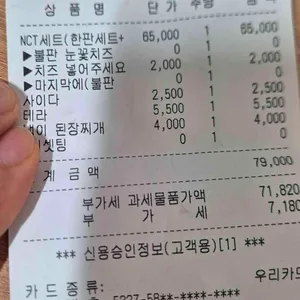 상 품 명 단 가 수량 금 액
NCT세트(한판세트+ 65,000 1 65,000
▶불판 눈꽃치즈 0 1 0
▶치즈 넣어주세요 2,000 1 2,000
▶마지막에(불판 0 1 0
사이다 2,500 1 2,500
테라 5,500 1 5,500
된장찌개 4,000 1 4,000
0 1 0
계 금 액 79,000
부가세 과세물품가액 71,820
부 가 세 7,180
*** 신용승인정보(고객용)[1] ***
카 드 종 류: 우리카드
5327-58**-****-****